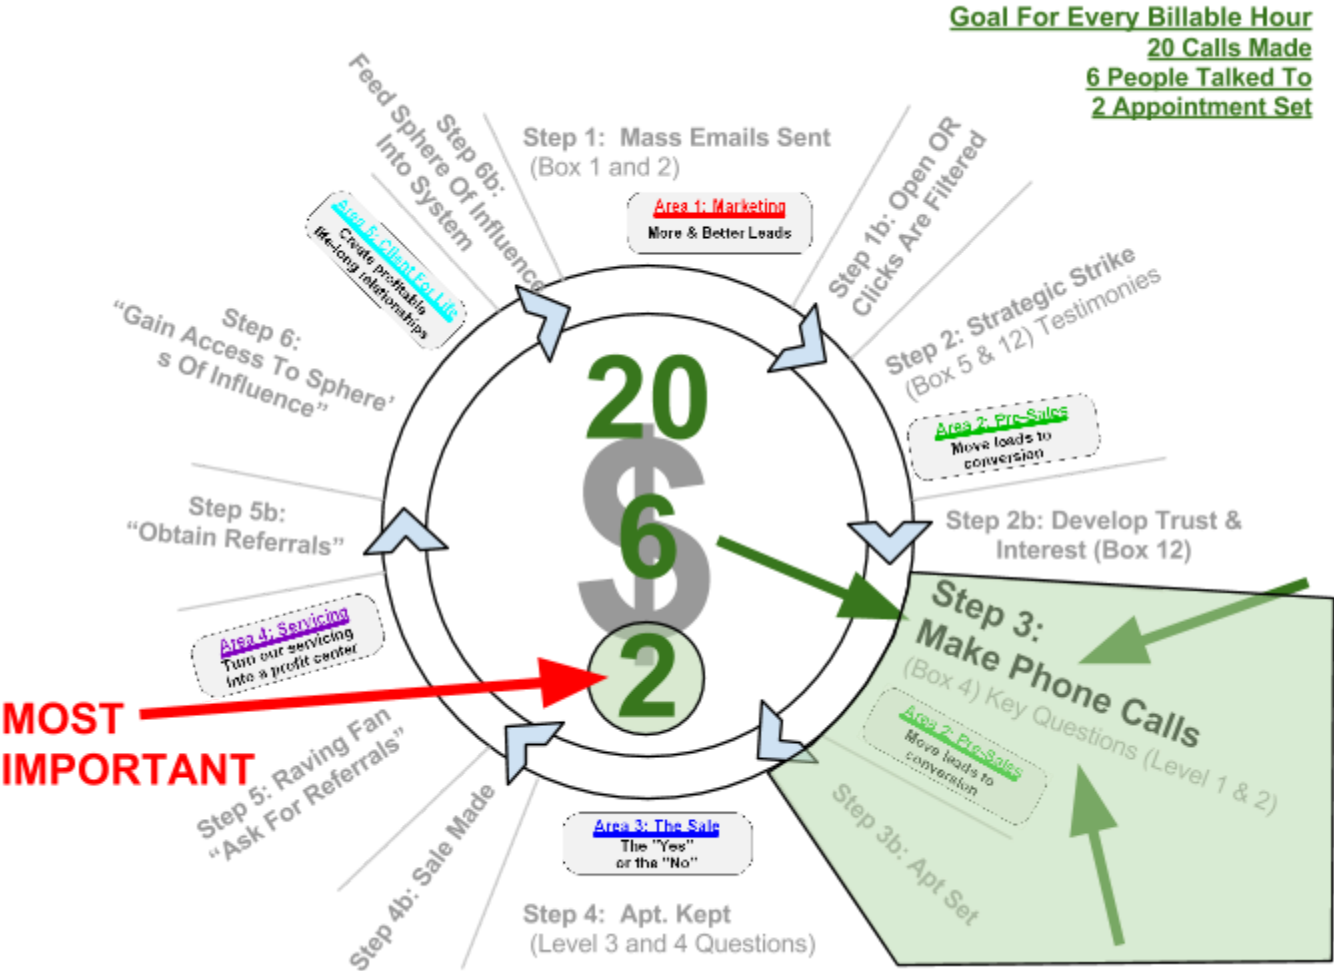 Goal For Every Billable Hour
20 Calls Made
6 People Talked To
2 Appointment Set
Step 1: Mass Emails Sent
(Box 1 and 2)
Area 1: Marketing
More & Better Leads
Step 1b: Open OR
Clicks Are Filtered
Step 2: Strategic Strike
(Box 5 & 12) Testimonies
Area 2: Pre-Sales
Move leads to
conversion
Step 2b: Develop Trust &
Interest (Box 12)
Step 3:
Make Phone Calls
(Box 4) Key Questions (Level 1 & 2)
Area 2: Pre-Sales
Move leads to
conversion
Step 3b: Apt Set
Step 4: Apt. Kept
(Level 3 and 4 Questions)
Area 3: The Sale
The "Yes"
or the "No"
Step 4b: Sale Made
Step 5: Raving Fan
“Ask For Referrals”
Area 4: Servicing
Turn our servicing
into a profit center
Step 5b:
“Obtain Referrals”
Step 6:
“Gain Access To Sphere’
s Of Influence”
Area 5: Client For Life
Create profitable
life-long relationships
Step 6b:
Feed Sphere Of Influence
Into System
20
$
6
2
MOST
IMPORTANT